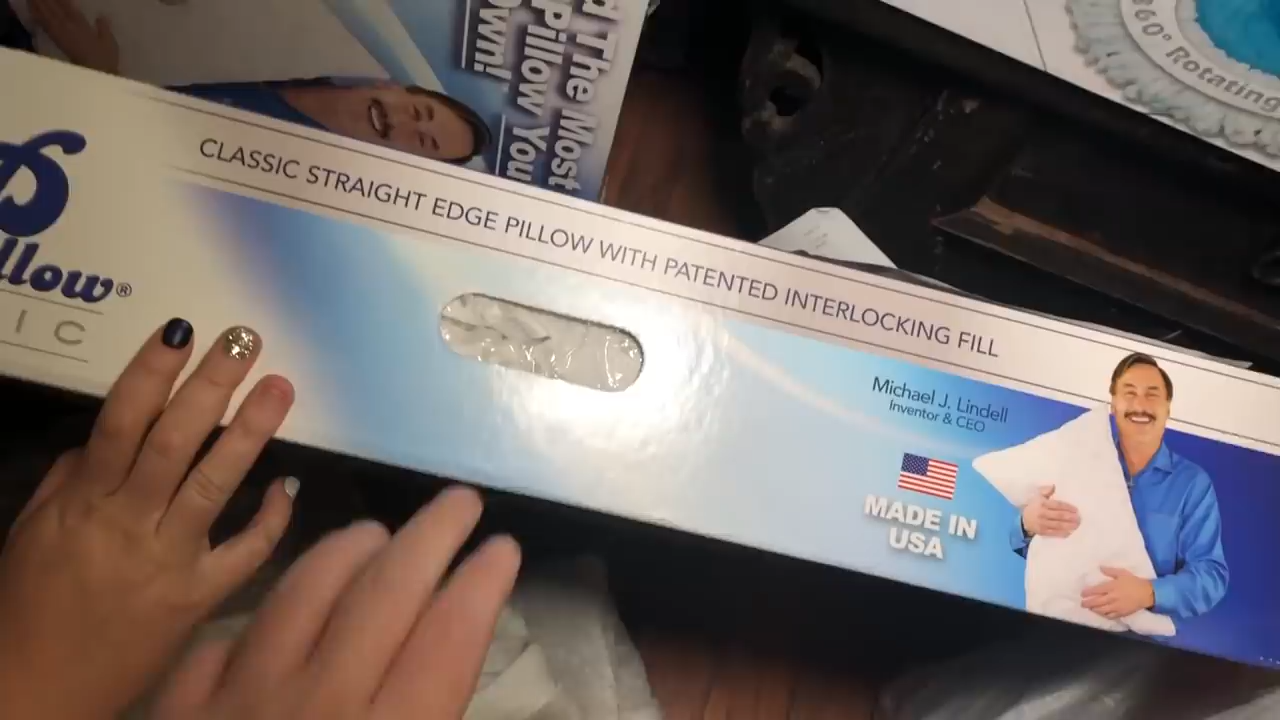 d The Most
Pillow You
Own!
360° Rotating
CLASSIC STRAIGHT EDGE PILLOW WITH PATENTED INTERLOCKING FILL
llow®
IC
Michael J. Lindell
Inventor & CEO
MADE IN
USA